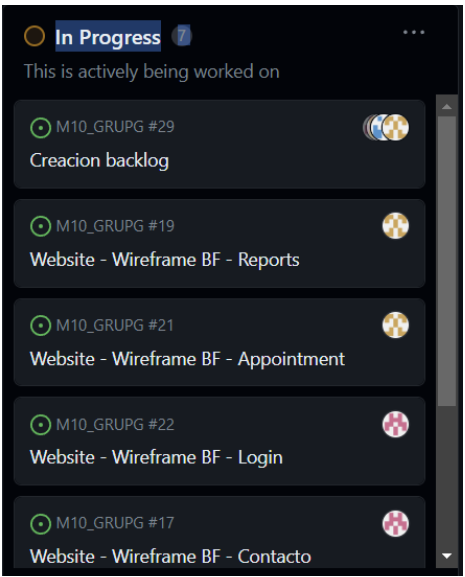 In Progress 7
This is actively being worked on
M10_GRUPG #29
Creacion backlog
M10_GRUPG #19
Website - Wireframe BF - Reports
M10_GRUPG #21
Website - Wireframe BF - Appointment
M10_GRUPG #22
Website - Wireframe BF - Login
M10_GRUPG #17
Website - Wireframe BF - Contacto